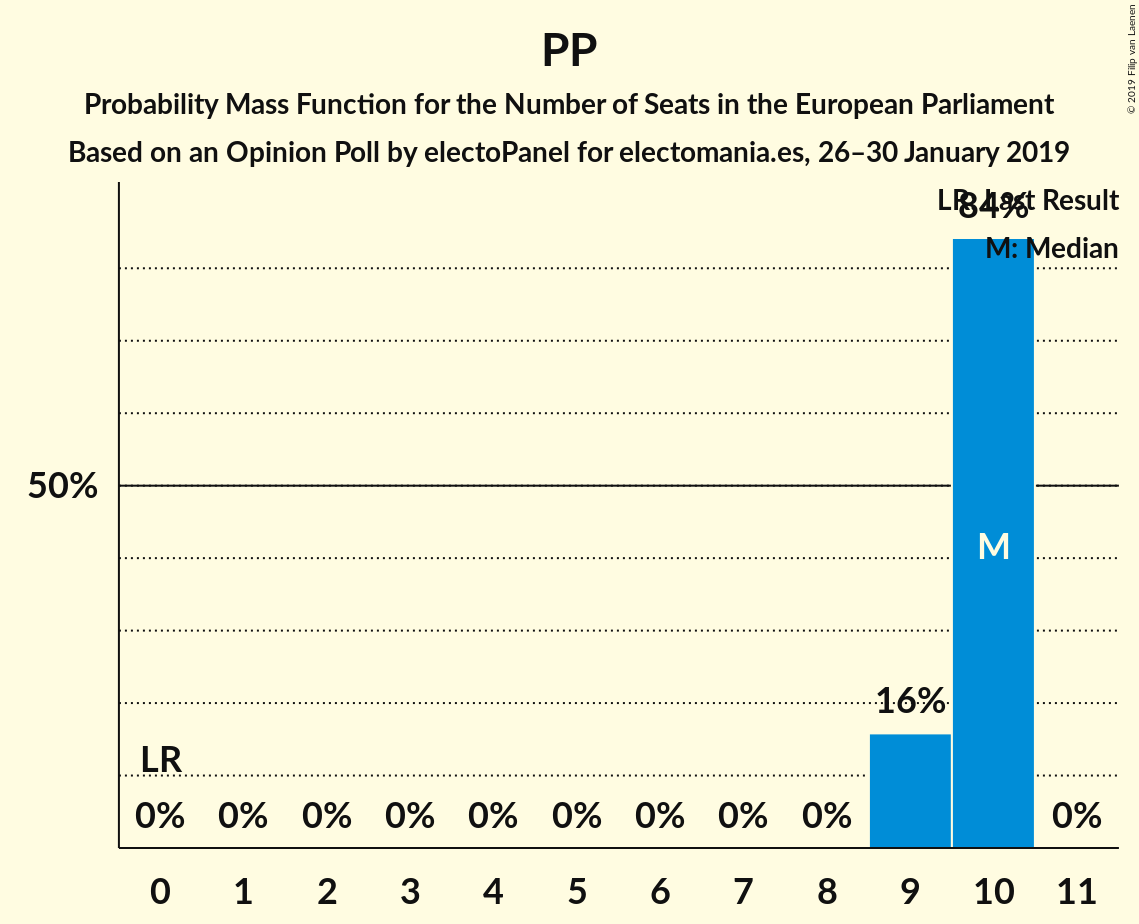 PP
Probability Mass Function for the Number of Seats in the European Parliament
Based on an Opinion Poll by electoPanel for electomania.es, 26–30 January 2019
© 2019 Filip van Laenen
LR: Last Result
M: Median
84%
50%
M
16%
LR
0% 0% 0% 0% 0% 0% 0% 0% 0% 0%
0 1 2 3 4 5 6 7 8 9 10 11